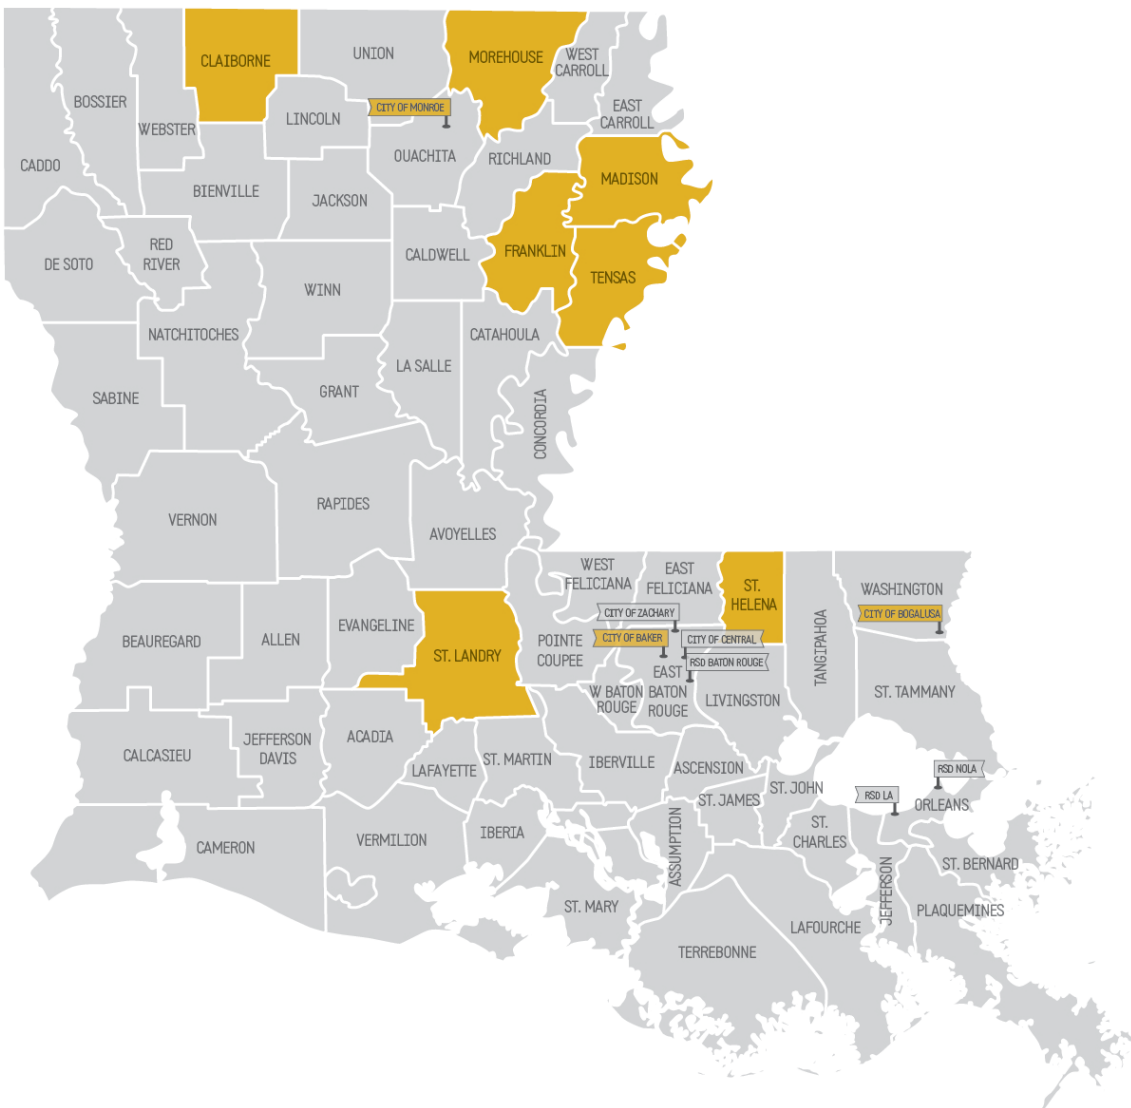 CLAIBORNE
UNION
MOREHOUSE
WEST
CARROLL
EAST
CARROLL
BOSSIER
WEBSTER
LINCOLN
CITY OF MONROE
OUACHITA
RICHLAND
CADDO
MADISON
BIENVILLE
JACKSON
RED
RIVER
DE SOTO
CALDWELL
FRANKLIN
TENSAS
WINN
NATCHITOCHES
CATAHOULA
LA SALLE
SABINE
GRANT
CONCORDIA
RAPIDES
VERNON
AVOYELLES
WEST
FELICIANA
EAST
FELICIANA
ST.
HELENA
WASHINGTON
CITY OF BOGALUSA
CITY OF ZACHARY
CITY OF BAKER
CITY OF CENTRAL
RSD BATON ROUGE
BEAUREGARD
ALLEN
EVANGELINE
ST. LANDRY
POINTE
COUPEE
TANGIPAHOA
W BATON
ROUGE
EAST
BATON
ROUGE
LIVINGSTON
ST. TAMMANY
CALCASIEU
JEFFERSON
DAVIS
ACADIA
LAFAYETTE
ST. MARTIN
IBERVILLE
ASCENSION
ST. JAMES
ST. JOHN
RSD NOLA
RSD LA
ORLEANS
CAMERON
VERMILION
IBERIA
ASSUMPTION
ST.
CHARLES
JEFFERSON
ST. BERNARD
ST. MARY
PLAQUEMINES
LAFOURCHE
TERREBONNE